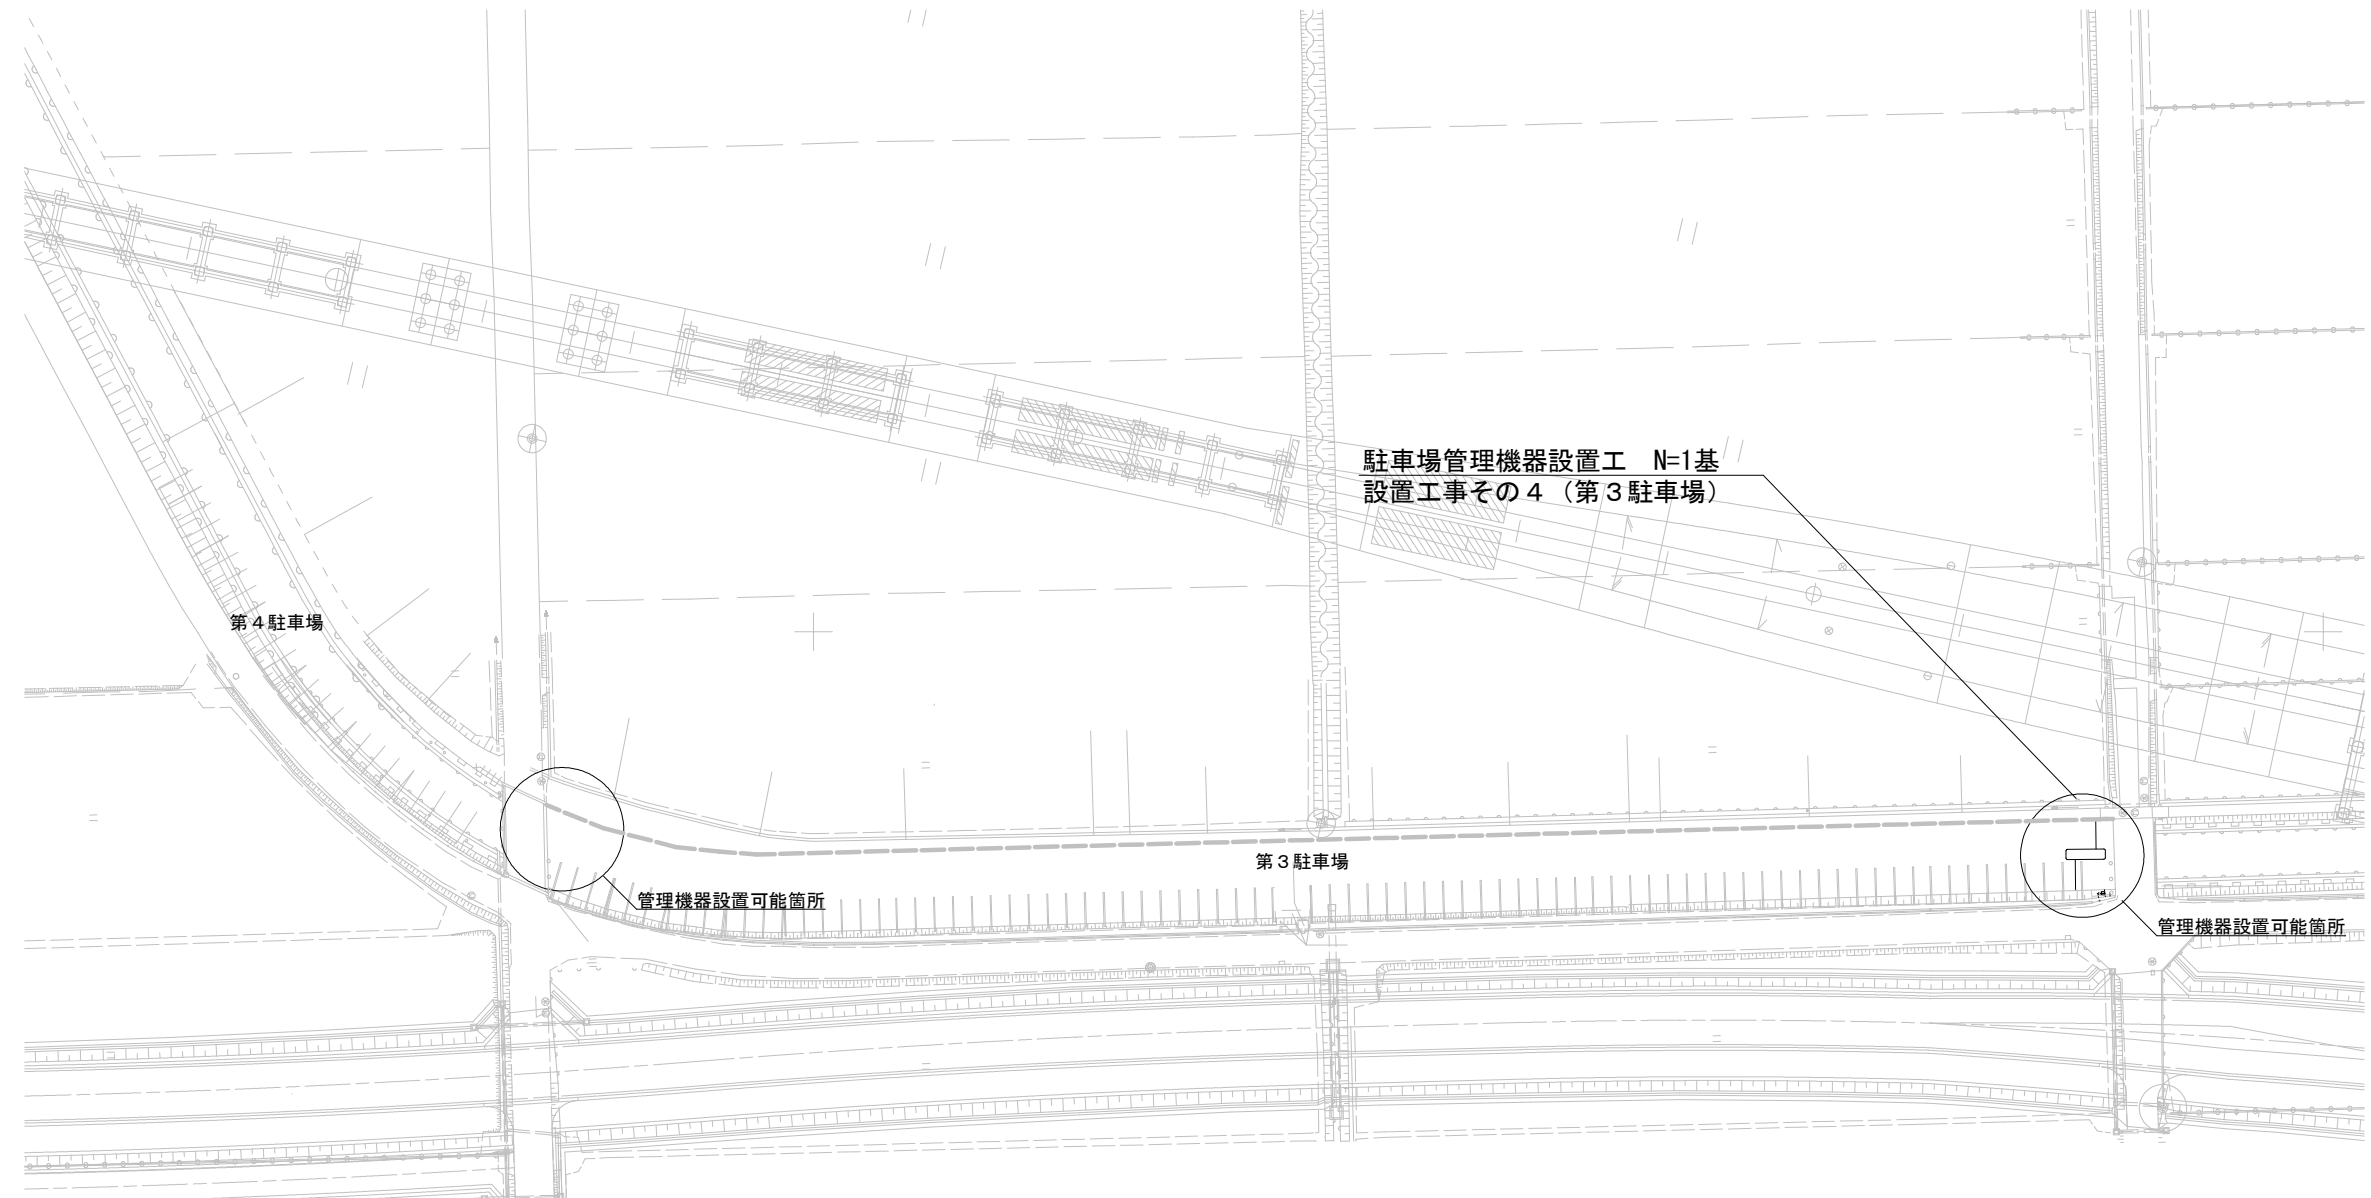 駐車場管理機器設置工　N=1基
設置工事その４（第３駐車場）
第４駐車場
第３駐車場
管理機器設置可能箇所
管理機器設置可能箇所